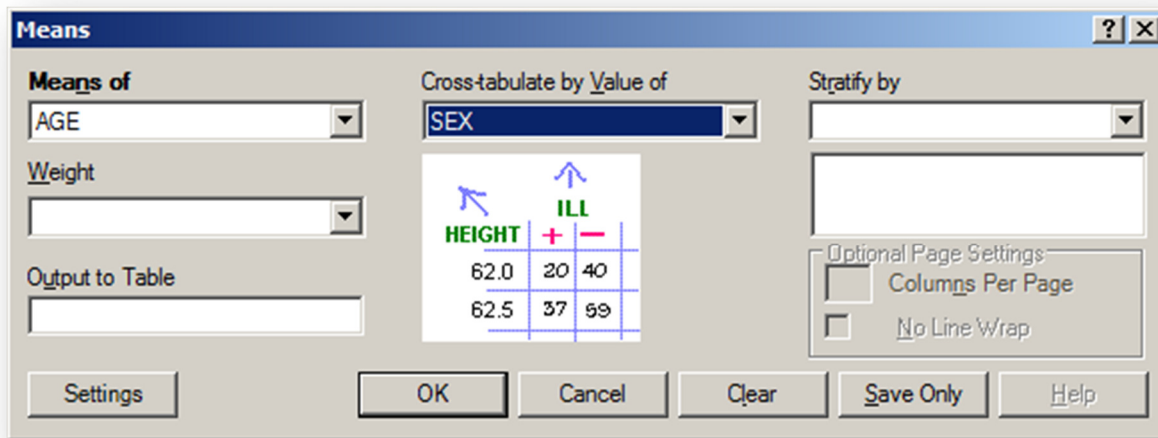 Means
Means of
Cross-tabulate by Value of
Stratify by
AGE
SEX
Weight
ILL
HEIGHT + −
62.0 20 40
62.5 37 59
Output to Table
Optional Page Settings
Columns Per Page
No Line Wrap
Settings
OK
Cancel
Clear
Save Only
Help